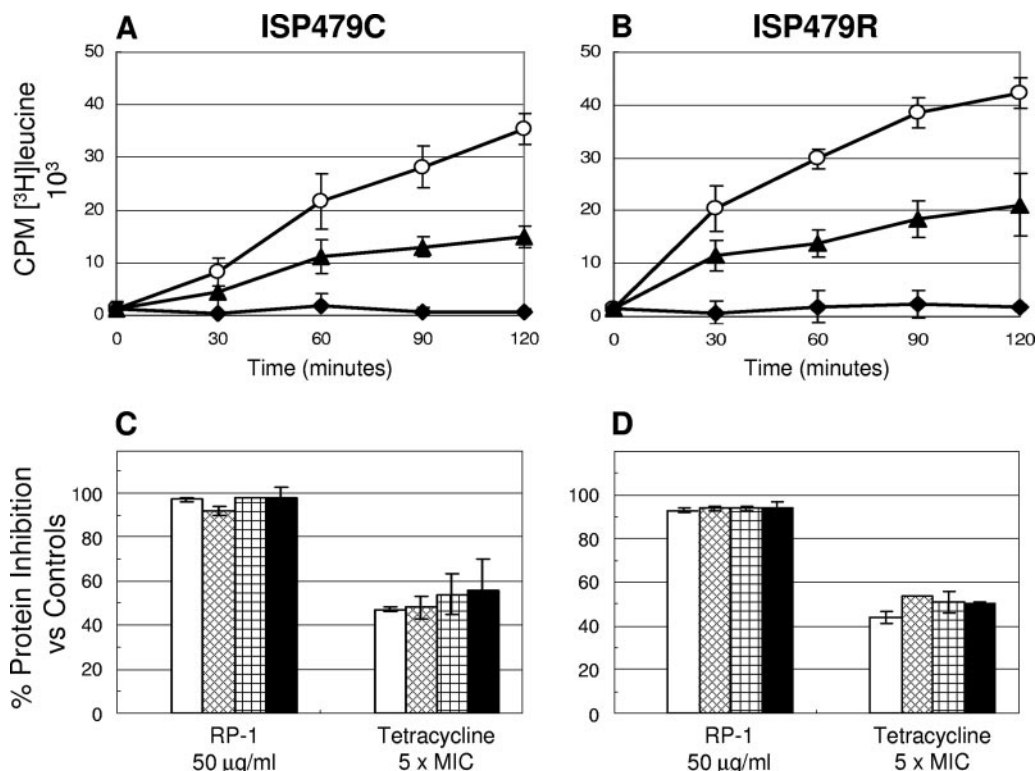 A ISP479C
50
40
30
20
10
0
CPM [³H]leucine
10³
0 30 60 90 120
Time (minutes)
B ISP479R
50
40
30
20
10
0
0 30 60 90 120
Time (minutes)
C
100
80
60
40
20
0
% Protein Inhibition
vs Controls
RP-1 Tetracycline
50 µg/ml 5 x MIC
D
100
80
60
40
20
0
RP-1 Tetracycline
50 µg/ml 5 x MIC